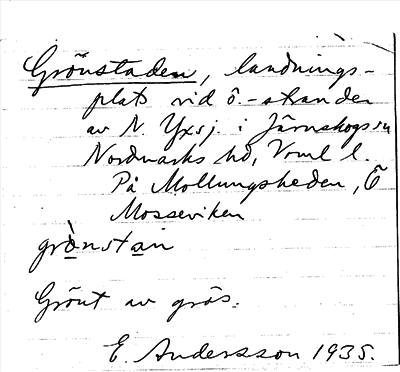 Grönstaden, landnings-
plats vid ö.-stranden
av N. Yxsj. i Järnskogs sn
Nordmarks hd, Vrml l.
På Mollungsheden, Ö
Mosseviken
grònstan
Grönt av gräs.
E. Andersson 1935.